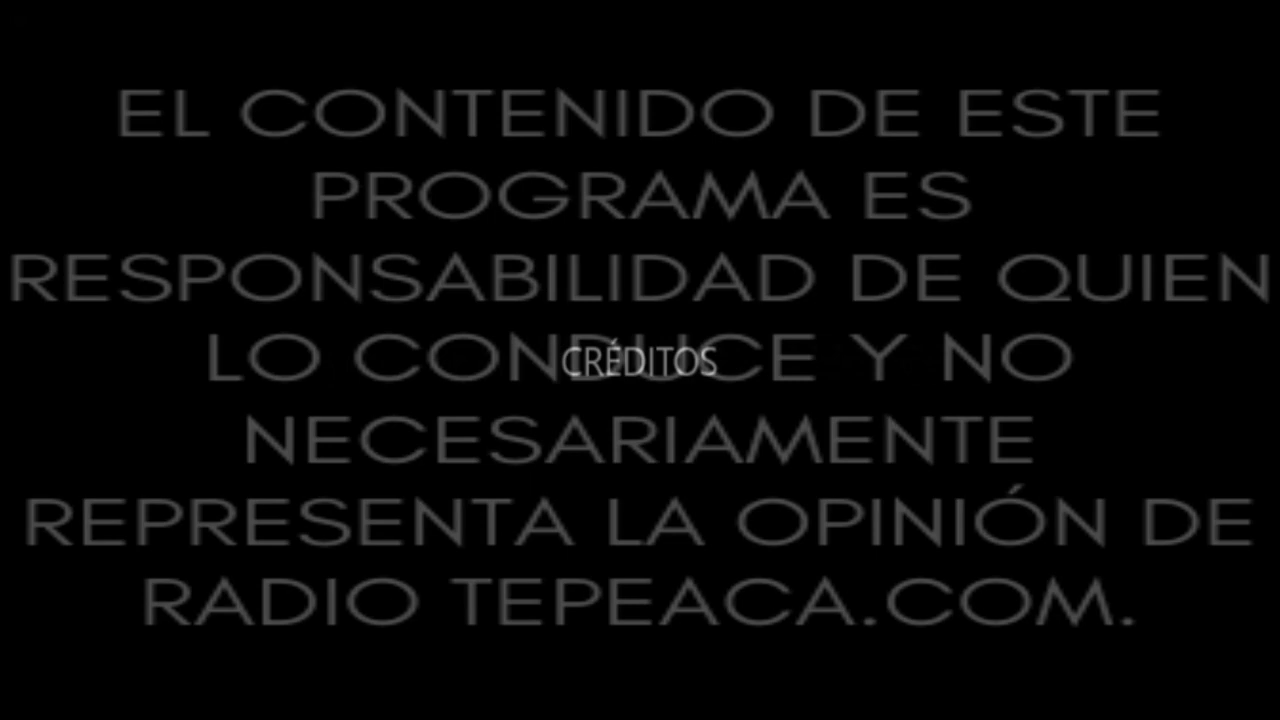 EL CONTENIDO DE ESTE
PROGRAMA ES
RESPONSABILIDAD DE QUIEN
LO CONDUCE Y NO
CRÉDITOS
NECESARIAMENTE
REPRESENTA LA OPINIÓN DE
RADIO TEPEACA.COM.